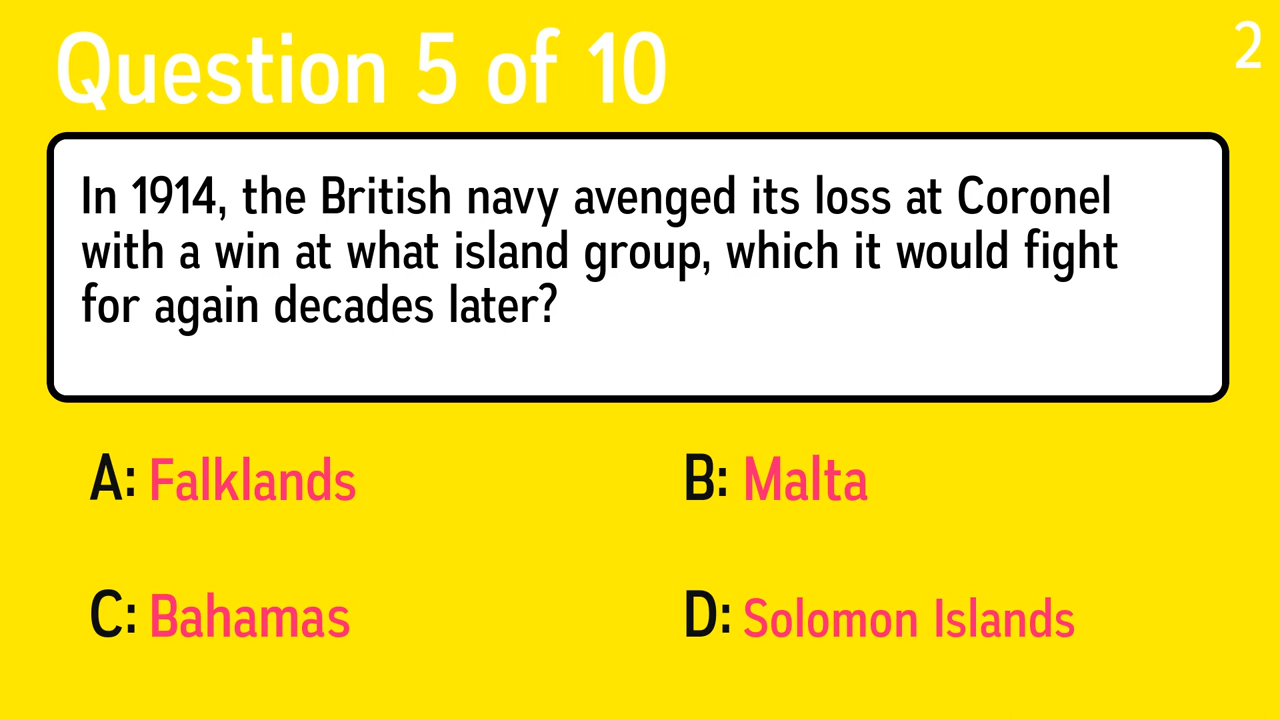 Question 5 of 10
2
In 1914, the British navy avenged its loss at Coronel
with a win at what island group, which it would fight
for again decades later?
A: Falklands
B: Malta
C: Bahamas
D: Solomon Islands